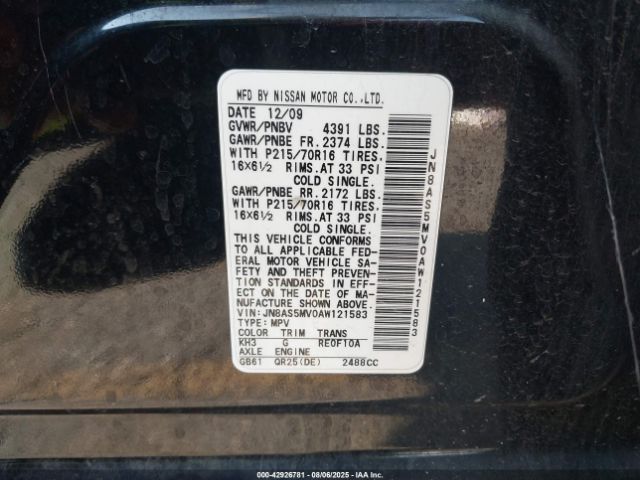 MFD BY NISSAN MOTOR CO.,LTD.
DATE 12/09
GVWR/PNBV 4391 LBS.
GAWR/PNBE FR.2374 LBS.
WITH P215/70R16 TIRES.
16X6½ RIMS.AT 33 PSI
COLD SINGLE.
GAWR/PNBE RR.2172 LBS.
WITH P215/70R16 TIRES.
16X6½ RIMS.AT 33 PSI
COLD SINGLE.
THIS VEHICLE CONFORMS
TO ALL APPLICABLE FED-
ERAL MOTOR VEHICLE SA-
FETY AND THEFT PREVEN-
TION STANDARDS IN EF-
ECT ON THE DATE OF MA-
NUFACTURE SHOWN ABOVE.
VIN: JN8AS5MV0AW121583
TYPE: MPV
COLOR TRIM TRANS
KH3 G RE0F10A
AXLE ENGINE
GB61 QR25(DE) 2488CC
JN8AS5MV0AW121583
000-42926781 - 08/06/2025 - IAA Inc.